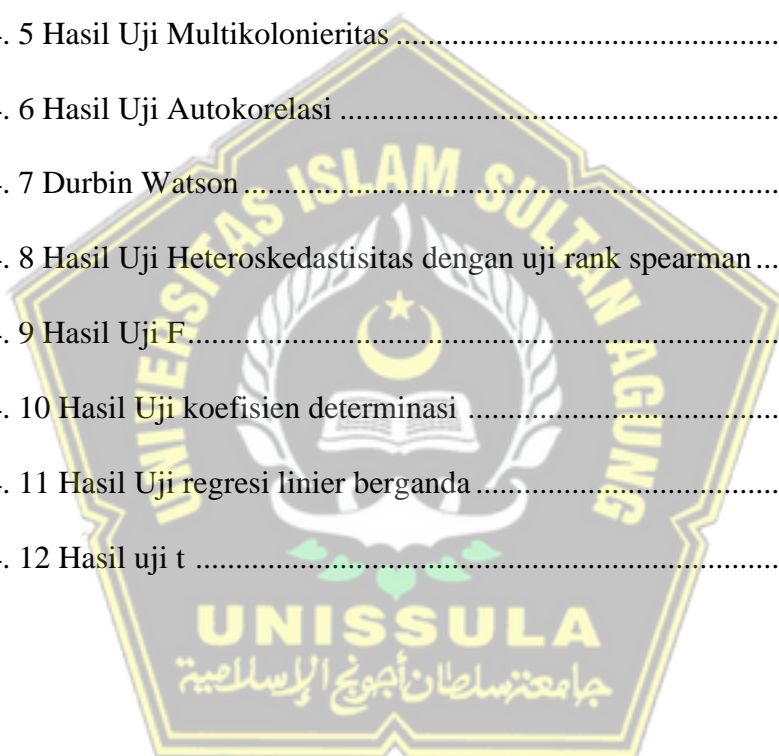 . 5 Hasil Uji Multikolonieritas ................................................
. 6 Hasil Uji Autokorelasi .......................................................
. 7 Durbin Watson ...................................................................
. 8 Hasil Uji Heteroskedastisitas dengan uji rank spearman ...
. 9 Hasil Uji F..........................................................................
. 10 Hasil Uji koefisien determinasi .......................................
. 11 Hasil Uji regresi linier berganda ......................................
. 12 Hasil uji t .........................................................................
UNIVERSITAS ISLAM SULTAN AGUNG
UNISSULA
جامعتنسلطان أجونج الإسلامية